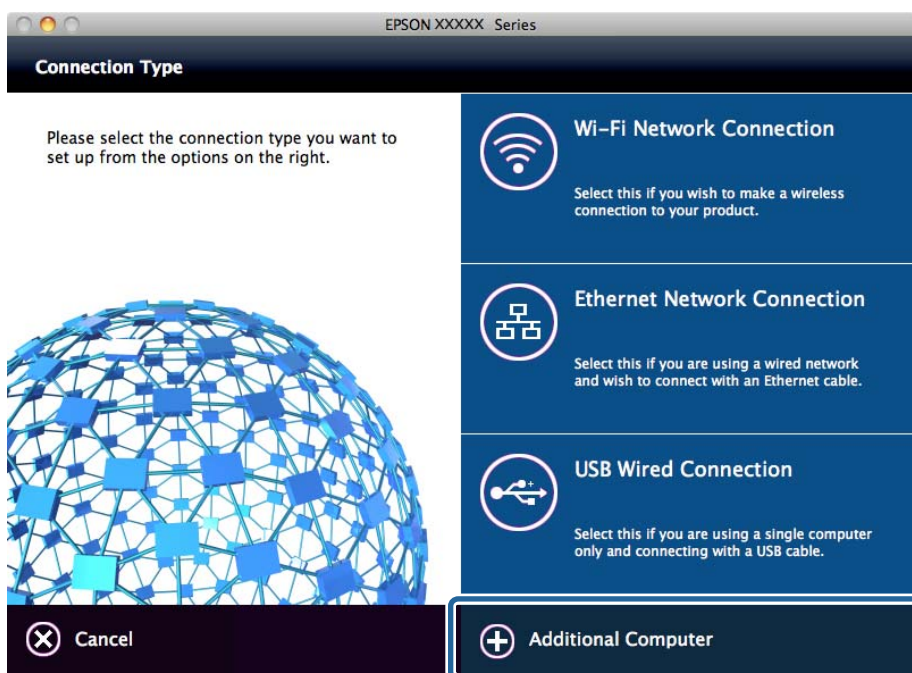 EPSON XXXXX Series
Connection Type
Please select the connection type you want to
set up from the options on the right.
Wi-Fi Network Connection
Select this if you wish to make a wireless
connection to your product.
Ethernet Network Connection
Select this if you are using a wired network
and wish to connect with an Ethernet cable.
USB Wired Connection
Select this if you are using a single computer
only and connecting with a USB cable.
Cancel
Additional Computer